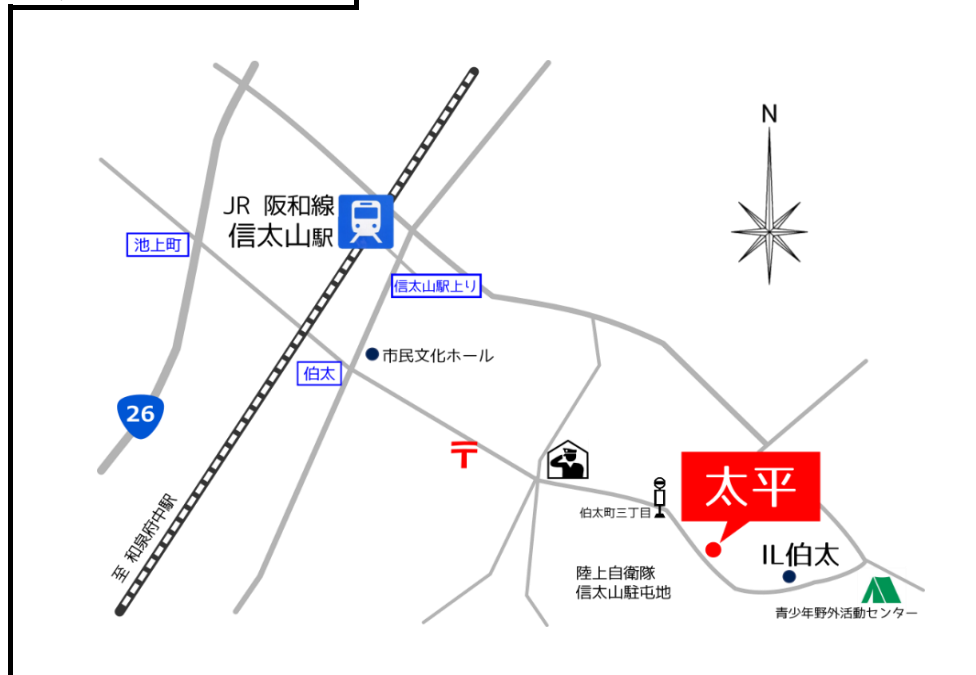 N
JR 阪和線
信太山駅
池上町
信太山駅上り
市民文化ホール
伯太
26
〒
太平
伯太町三丁目
IL伯太
至 和泉府中駅
陸上自衛隊
信太山駐屯地
青少年野外活動センター